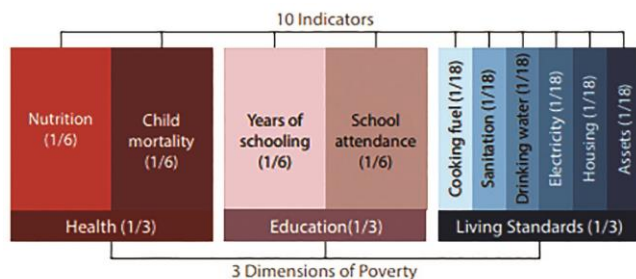 10 Indicators
Nutrition
(1/6)
Child
mortality
(1/6)
Years of
schooling
(1/6)
School
attendance
(1/6)
Cooking fuel (1/18)
Sanitation (1/18)
Drinking water (1/18)
Electricity (1/18)
Housing (1/18)
Assets (1/18)
Health (1/3)
Education(1/3)
Living Standards (1/3)
3 Dimensions of Poverty